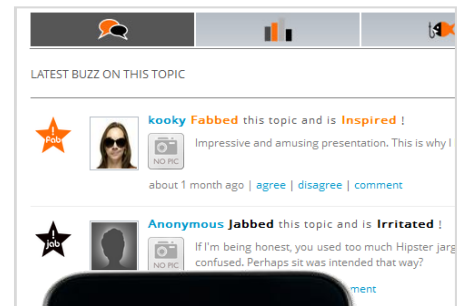 LATEST BUZZ ON THIS TOPIC
Fab!
kooky Fabbed this topic and is Inspired !
Impressive and amusing presentation. This is why I
NO PIC
about 1 month ago | agree | disagree | comment
jab
Anonymous Jabbed this topic and is Irritated !
If I'm being honest, you used too much Hipster jarg
NO PIC
confused. Perhaps sit was intended that way?
ment